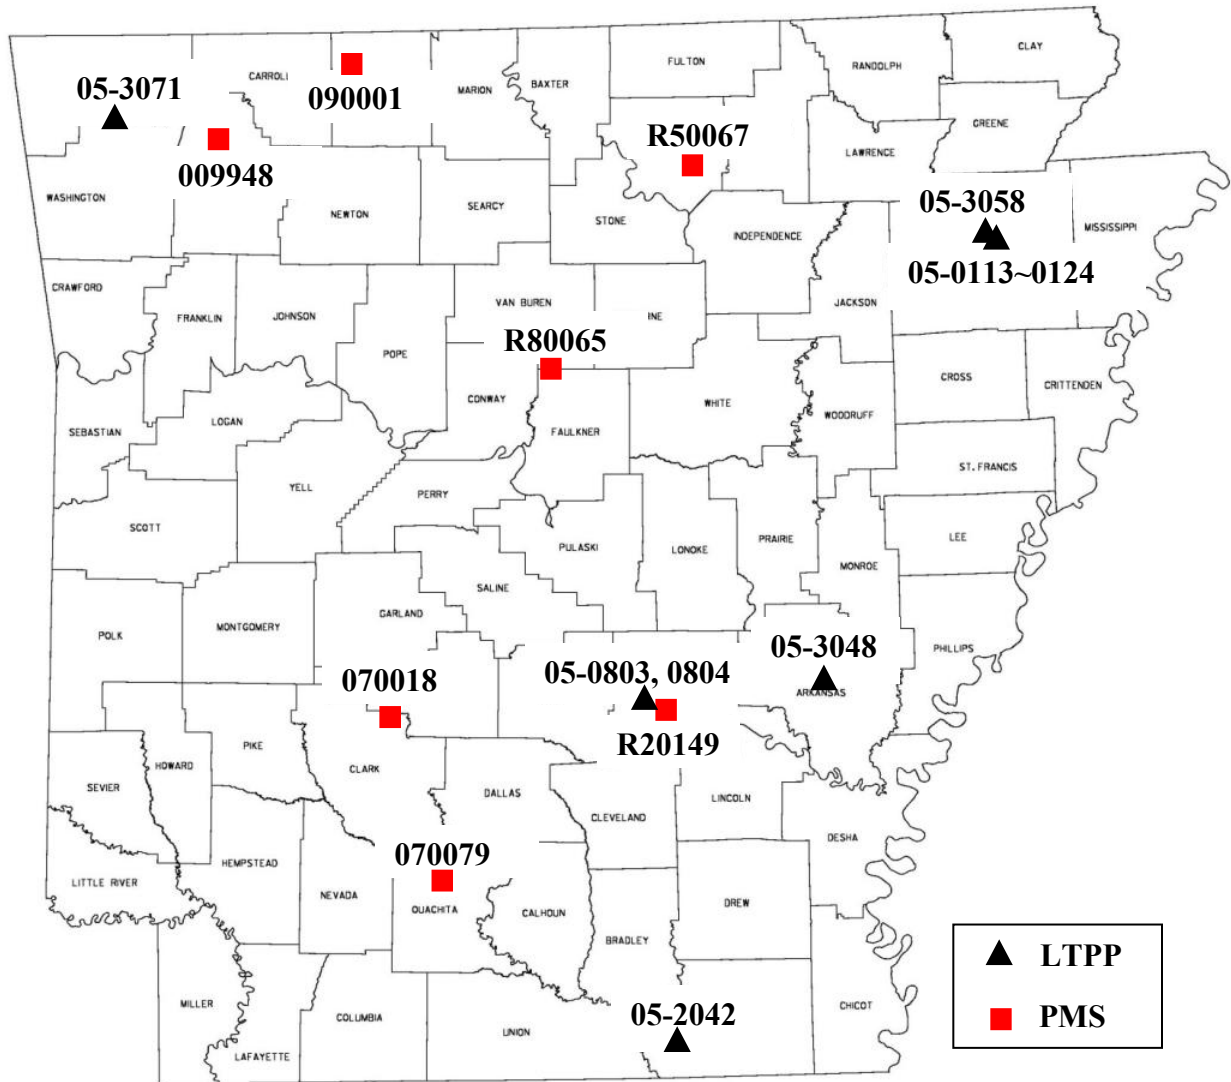 CLAY
FULTON
RANDOLPH
CARROLL
05-3071
090001
MARION
BAXTER
GREENE
R50067
LAWRENCE
009948
WASHINGTON
05-3058
NEWTON
SEARCY
STONE
INDEPENDENCE
MISSISSIPPI
05-0113~0124
CRAWFORD
FRANKLIN
JOHNSON
VAN BUREN
NE
JACKSON
R80065
POPE
CROSS
CRITTENDEN
CONWAY
WHITE
WOODRUFF
LOGAN
SEBASTIAN
FAULKNER
ST. FRANCIS
YELL
PERRY
SCOTT
PULASKI
LONOKE
PRAIRIE
LEE
MONROE
SALINE
GARLAND
POLK
MONTGOMERY
05-3048
PHILLIPS
05-0803, 0804
070018
ARKANSAS
R20149
PIKE
HOWARD
CLARK
SEVIER
DALLAS
LINCOLN
CLEVELAND
DESHA
070079
HEMPSTEAD
LITTLE RIVER
NEVADA
OUACHITA
CALHOUN
DREW
BRADLEY
LTPP
MILLER
COLUMBIA
UNION
05-2042
CHICOT
PMS
LAFAYETTE